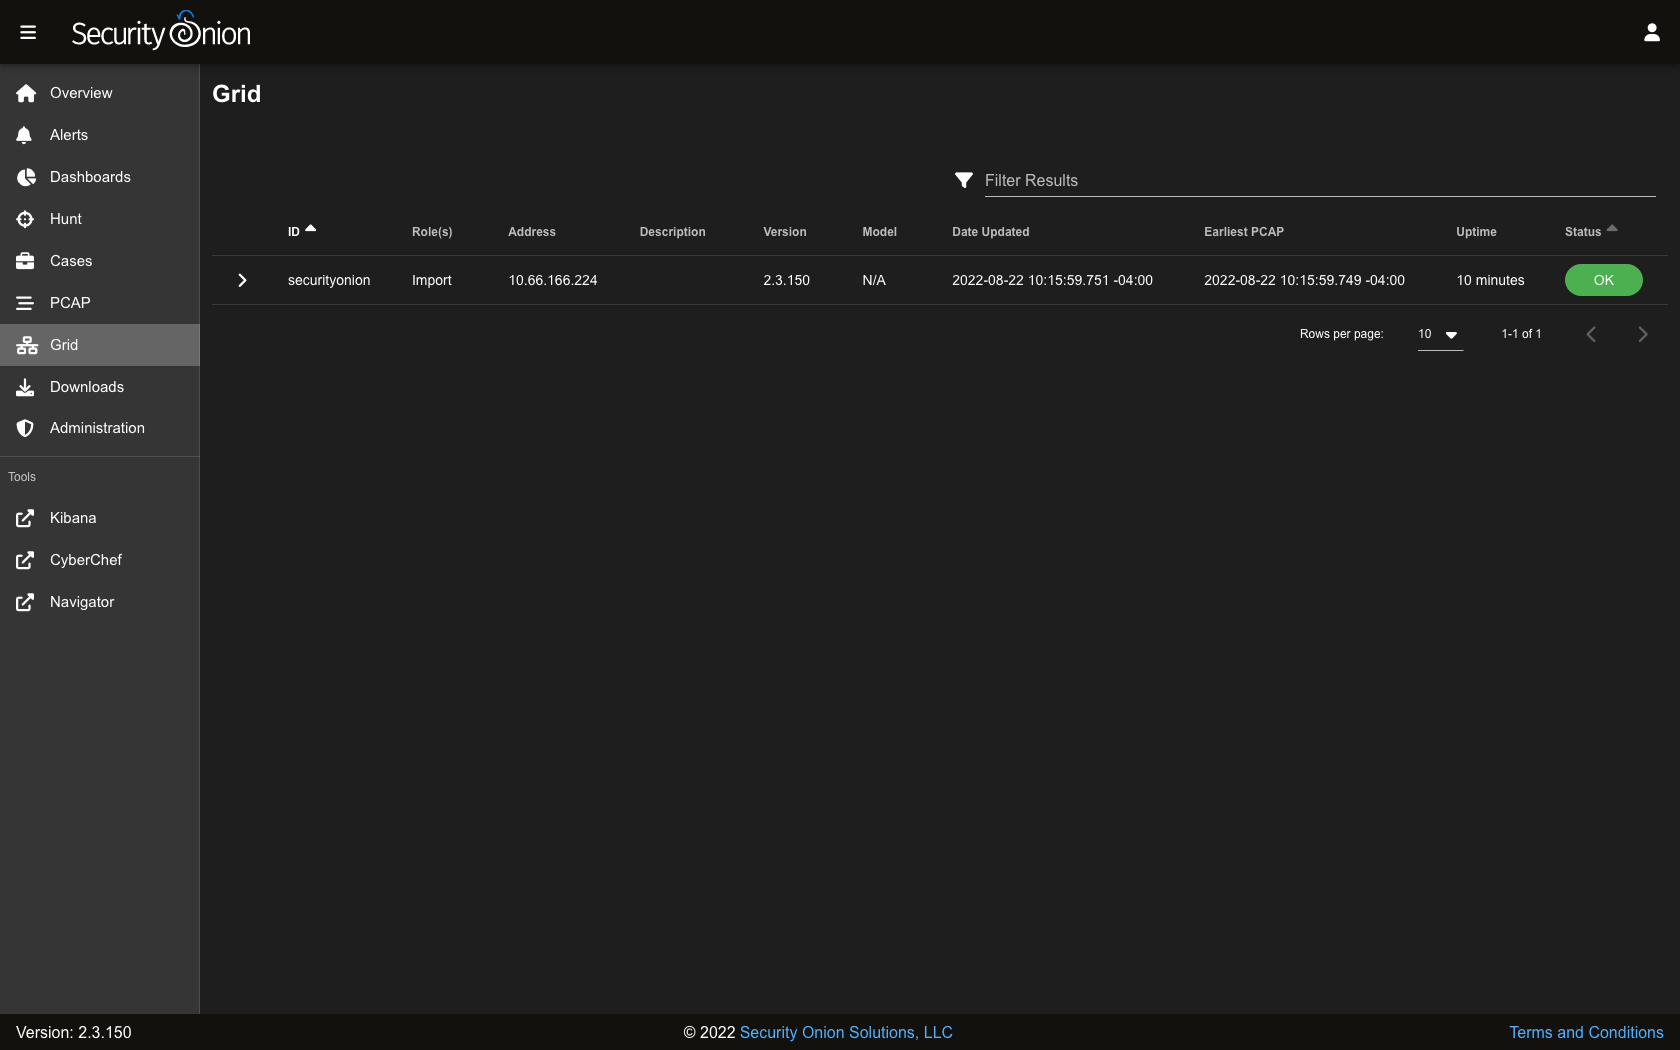 Security Onion
Overview
Alerts
Dashboards
Hunt
Cases
PCAP
Grid
Downloads
Administration
Tools
Kibana
CyberChef
Navigator
Grid
Filter Results
ID Role(s) Address Description Version Model Date Updated Earliest PCAP Uptime Status
securityonion Import 10.66.166.224 2.3.150 N/A 2022-08-22 10:15:59.751 -04:00 2022-08-22 10:15:59.749 -04:00 10 minutes OK
Rows per page: 10 1-1 of 1
Version: 2.3.150 © 2022 Security Onion Solutions, LLC Terms and Conditions